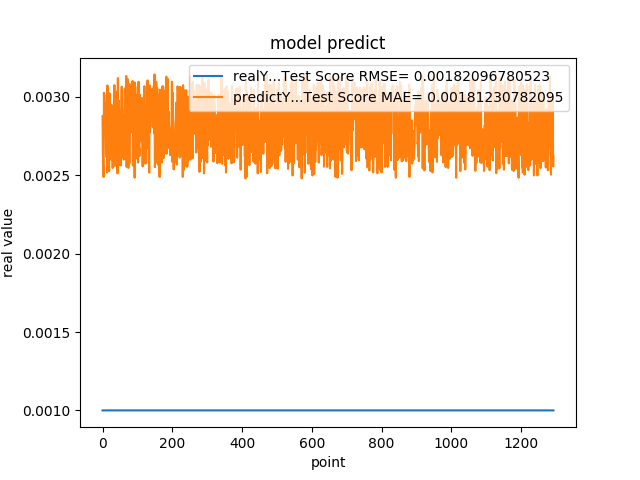 model predict
realY...Test Score RMSE= 0.00182096780523
predictY...Test Score MAE= 0.00181230782095
0.0030
0.0025
0.0020
0.0015
0.0010
real value
0 200 400 600 800 1000 1200
point